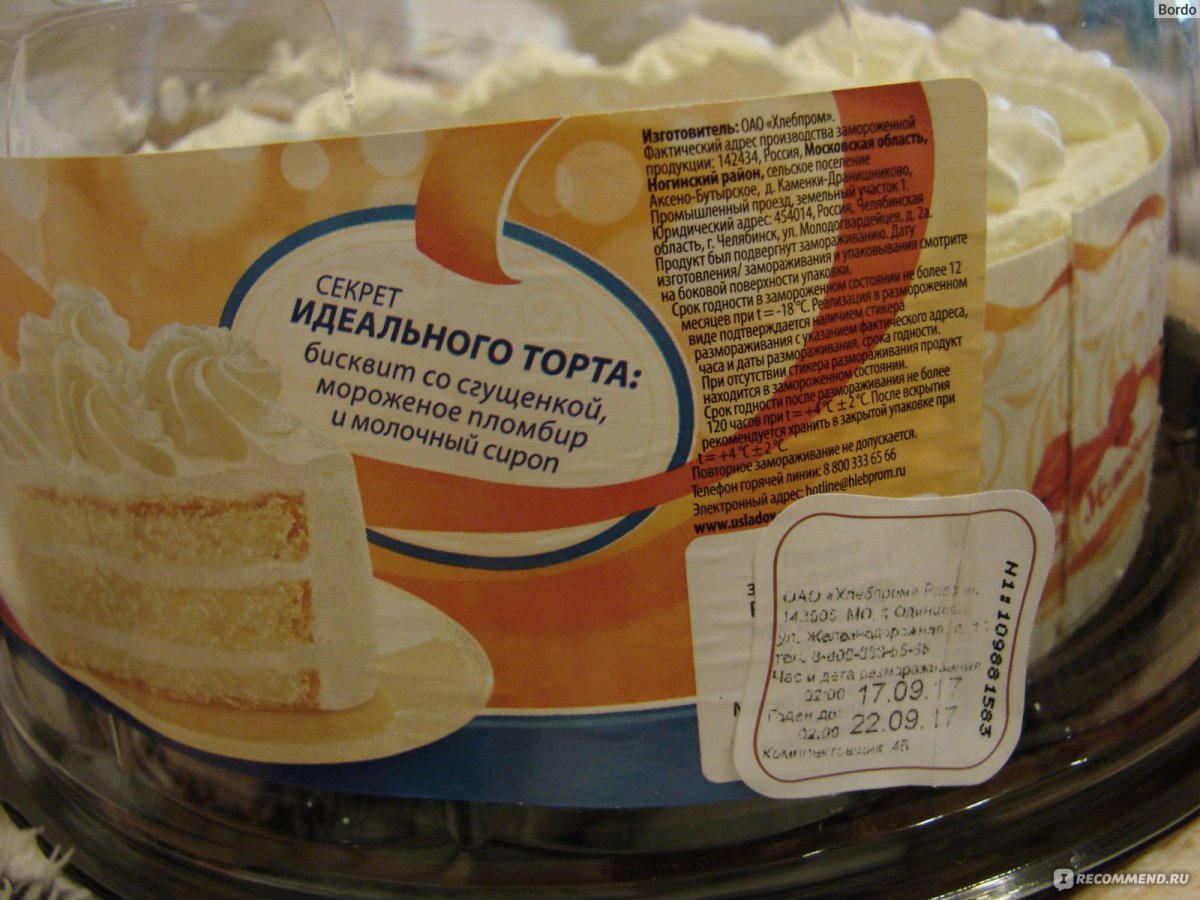 Bordo
СЕКРЕТ
ИДЕАЛЬНОГО ТОРТА:
бисквит со сгущенкой,
мороженое пломбир
и молочный сироп
Изготовитель: ОАО «Хлебпром».
Фактический адрес производства замороженной
продукции: 142434, Россия, Московская область,
Ногинский район, сельское поселение
Аксено-Бутырское, д. Каменки-Дранишниково,
Промышленный проезд, земельный участок 1.
Юридический адрес: 454014, Россия, Челябинская
область, г. Челябинск, ул. Молодогвардейцев, д. 2а.
Продукт был подвергнут замораживанию. Дату
изготовления/ замораживания и упаковывания смотрите
на боковой поверхности упаковки.
Срок годности в замороженном состоянии не более 12
месяцев при t = -18 °С. Реализация в размороженном
виде подтверждается наличием стикера
размораживания с указанием фактического адреса,
часа и даты размораживания, срока годности.
При отсутствии стикера размораживания продукт
находится в замороженном состоянии.
Срок годности после размораживания не более
120 часов при t = +4 °С ± 2 °С. После вскрытия
рекомендуется хранить в закрытой упаковке при
t = +4 °С ± 2 °С.
Повторное замораживание не допускается.
Телефон горячей линии: 8 800 333 65 66
Электронный адрес: hotline@hlebprom.ru
www.usladov
ОАО «Хлебпром»
МО, г Одинцово,
ул. Железнодорожная, д.
тел.
Час и дата размораживания
02:00 17.09.17
Годен до:
02.00 22.09.17
Комплектовщик 45
N1: 109881583
IRECOMMEND.RU